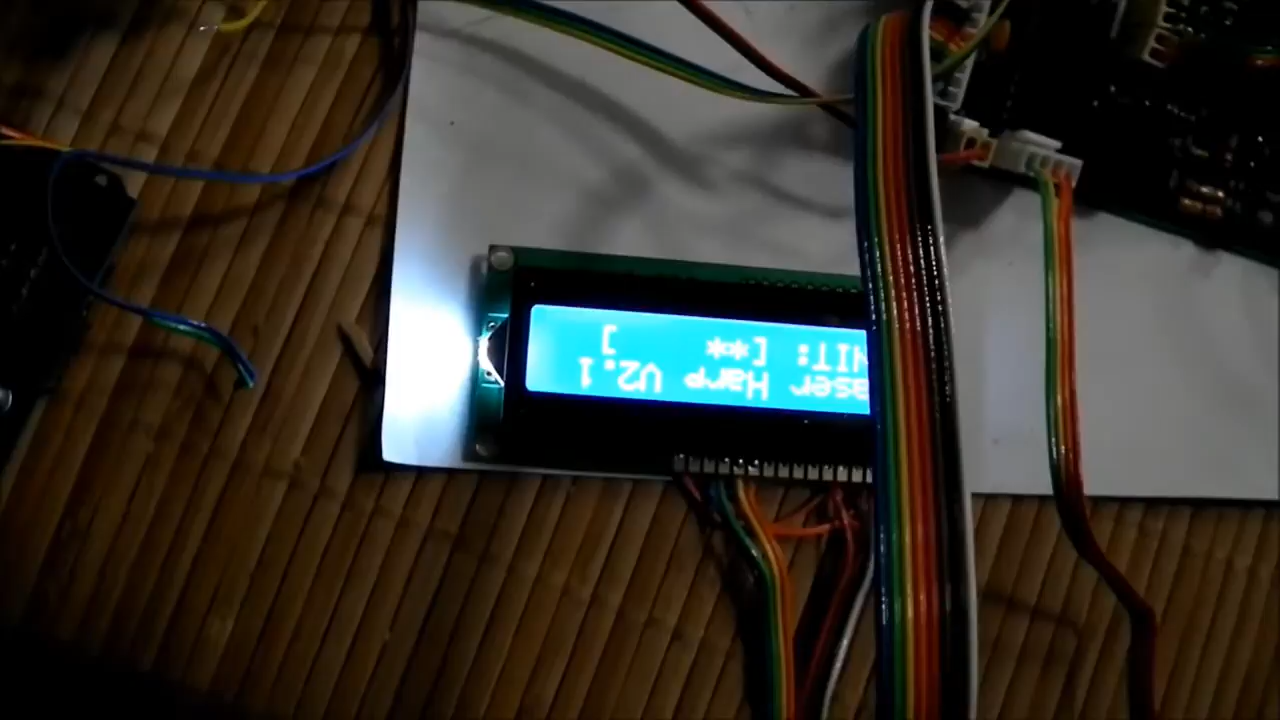 aser Harp V2.1
NIT: [** ]